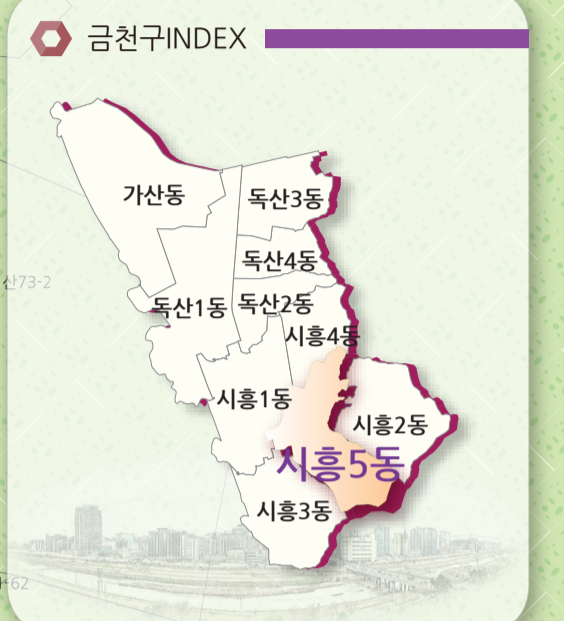 금천구INDEX
가산동
독산3동
독산4동
산73-2
독산1동
독산2동
시흥4동
시흥1동
시흥2동
시흥5동
시흥3동
-62